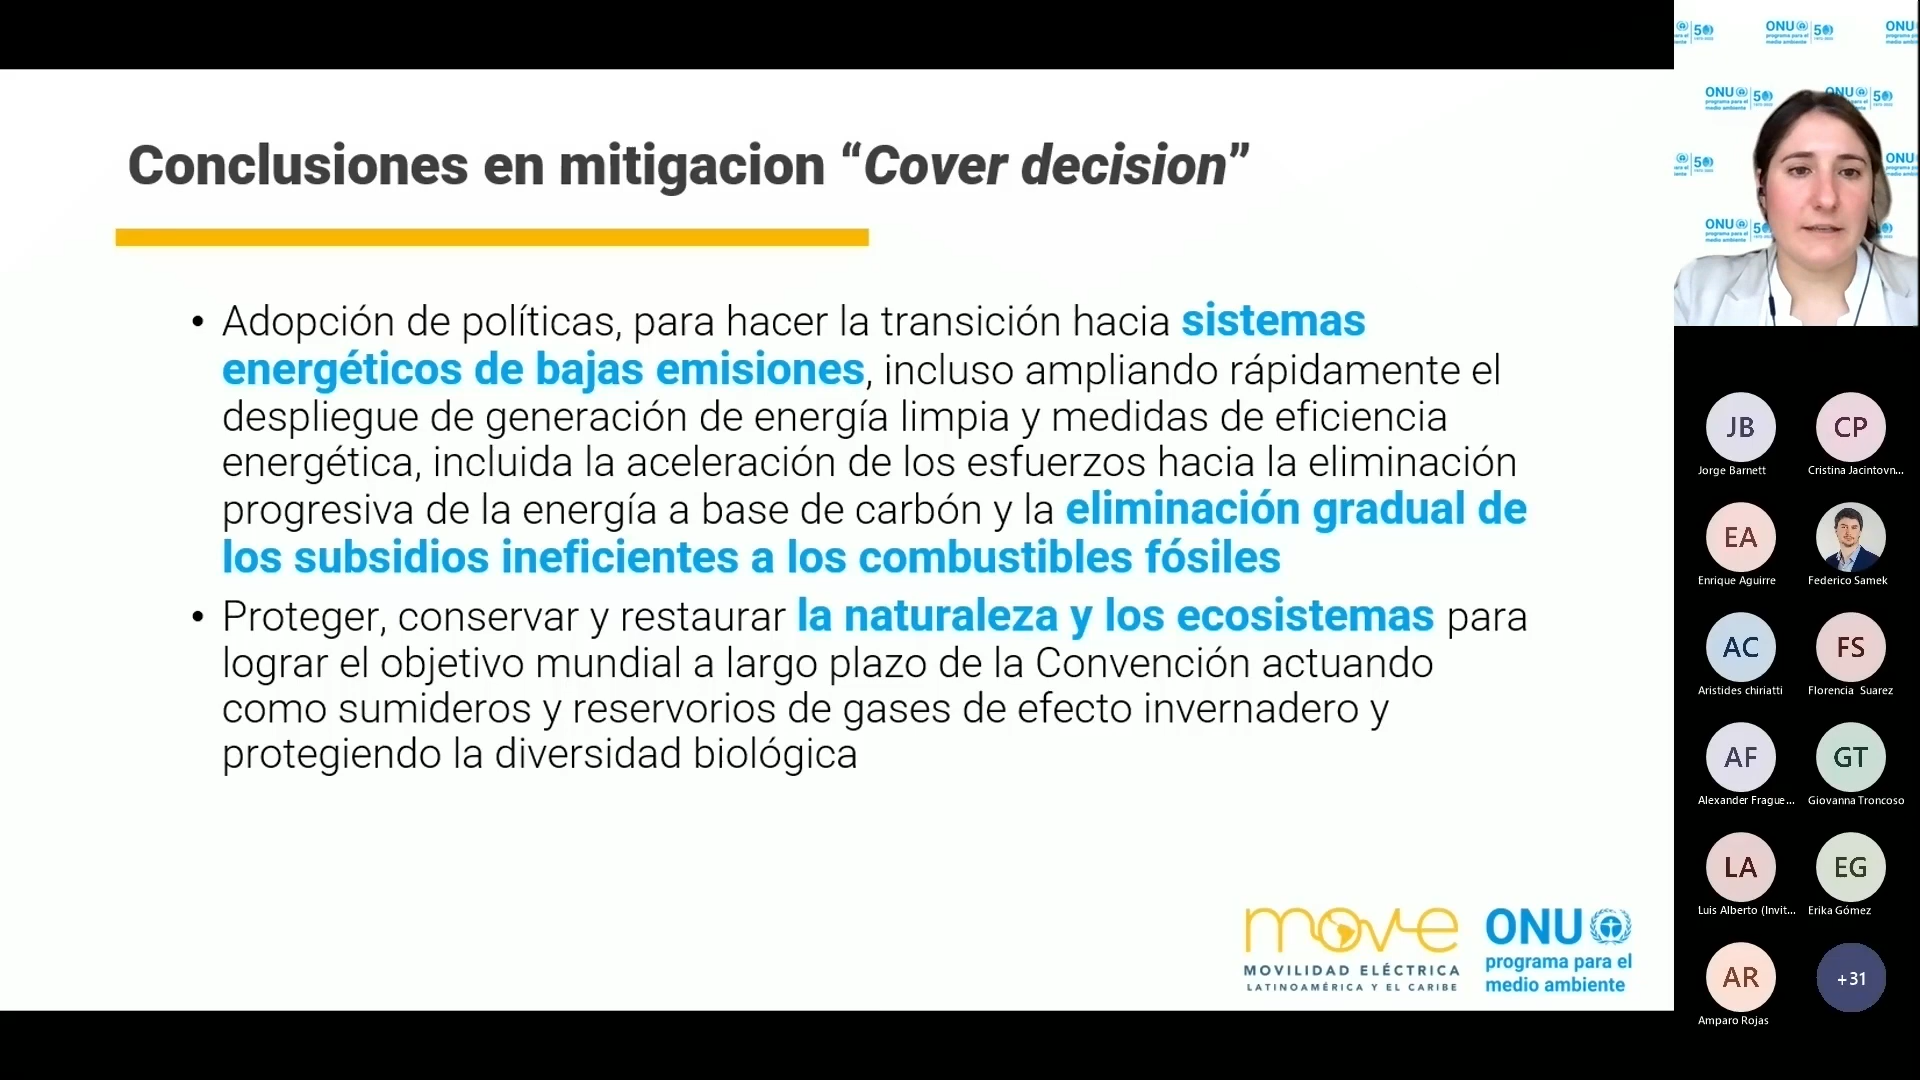 Conclusiones en mitigacion “Cover decision”
• Adopción de políticas, para hacer la transición hacia sistemas
energéticos de bajas emisiones, incluso ampliando rápidamente el
despliegue de generación de energía limpia y medidas de eficiencia
energética, incluida la aceleración de los esfuerzos hacia la eliminación
progresiva de la energía a base de carbón y la eliminación gradual de
los subsidios ineficientes a los combustibles fósiles
• Proteger, conservar y restaurar la naturaleza y los ecosistemas para
lograr el objetivo mundial a largo plazo de la Convención actuando
como sumideros y reservorios de gases de efecto invernadero y
protegiendo la diversidad biológica
move
MOVILIDAD ELÉCTRICA
LATINOAMÉRICA Y EL CARIBE
ONU
programa para el
medio ambiente
ONU 50
programa para el
medio ambiente
JB
Jorge Barnett
CP
Cristina Jacintovn...
EA
Enrique Aguirre
Federico Samek
AC
Aristides chiriatti
FS
Florencia Suarez
AF
Alexander Frague...
GT
Giovanna Troncoso
LA
Luis Alberto (Invit...
EG
Erika Gómez
AR
Amparo Rojas
+31